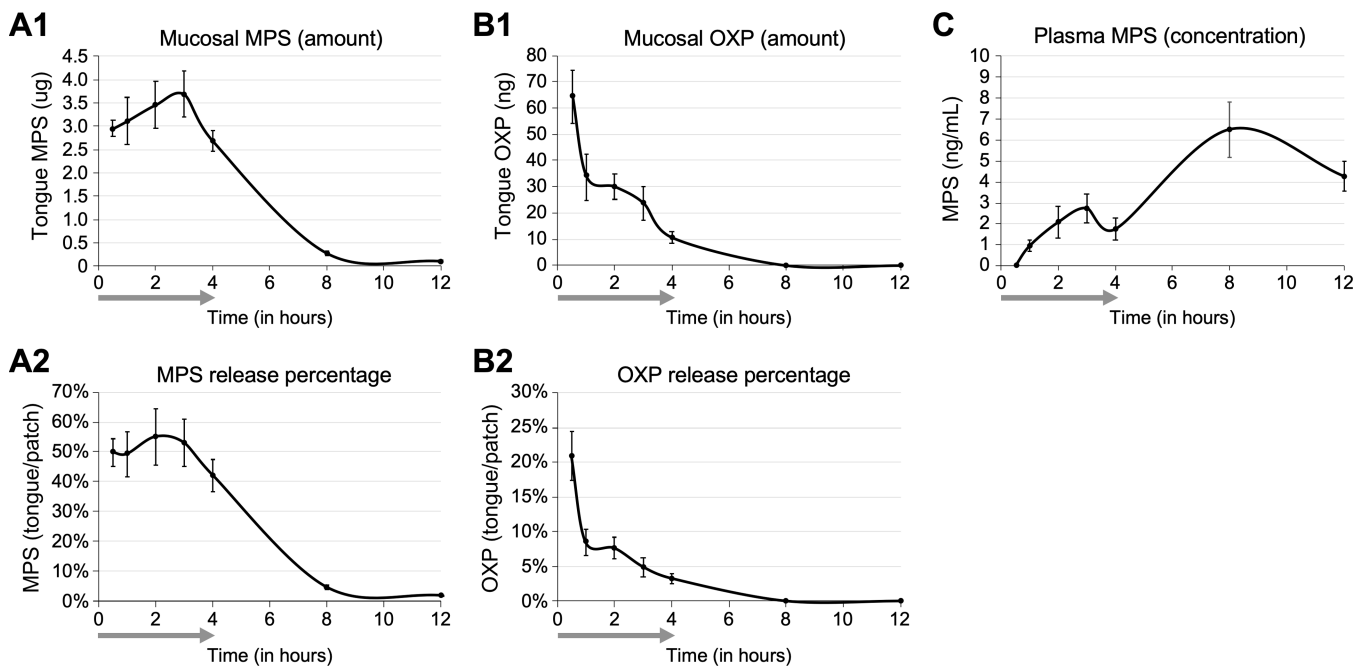 A1
Mucosal MPS (amount)
Tongue MPS (ug)
4.5
4.0
3.5
3.0
2.5
2.0
1.5
1.0
0.5
0
0 2 4 6 8 10 12
Time (in hours)
B1
Mucosal OXP (amount)
Tongue OXP (ng)
80
70
60
50
40
30
20
10
0
0 2 4 6 8 10 12
Time (in hours)
C
Plasma MPS (concentration)
MPS (ng/mL)
10
9
8
7
6
5
4
3
2
1
0
0 2 4 6 8 10 12
Time (in hours)
A2
MPS release percentage
MPS (tongue/patch)
70%
60%
50%
40%
30%
20%
10%
0%
0 2 4 6 8 10 12
Time (in hours)
B2
OXP release percentage
OXP (tongue/patch)
30%
25%
20%
15%
10%
5%
0%
0 2 4 6 8 10 12
Time (in hours)